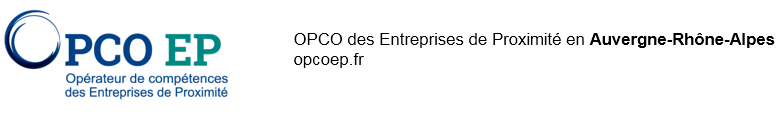 OPCO EP
Opérateur de compétences
des Entreprises de Proximité
OPCO des Entreprises de Proximité en Auvergne-Rhône-Alpes
opcoep.fr